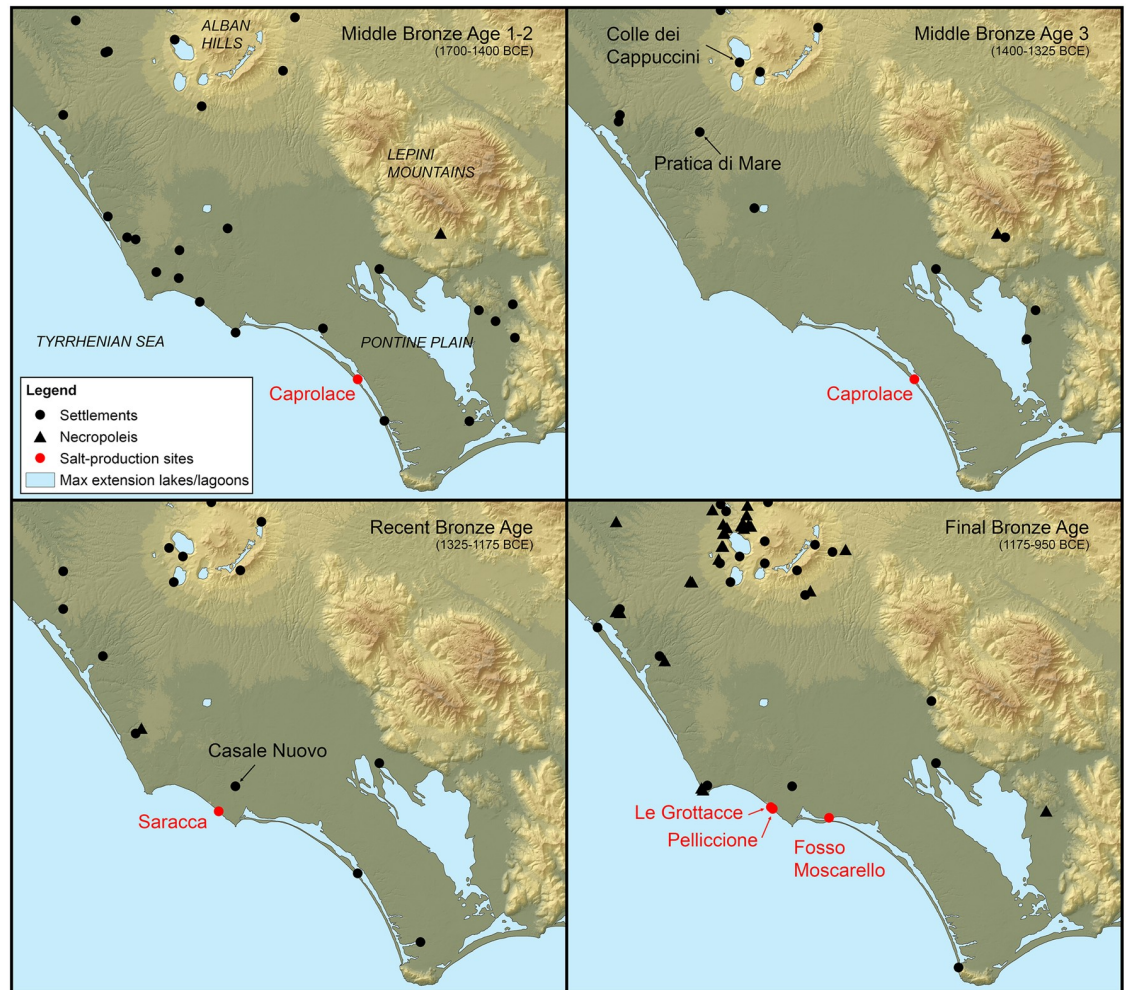 ALBAN
HILLS
Middle Bronze Age 1-2
(1700-1400 BCE)
LEPINI
MOUNTAINS
TYRRHENIAN SEA
PONTINE PLAIN
Caprolace
Legend
Settlements
Necropoleis
Salt-production sites
Max extension lakes/lagoons
Middle Bronze Age 3
(1400-1325 BCE)
Colle dei
Cappuccini
Pratica di Mare
Caprolace
Recent Bronze Age
(1325-1175 BCE)
Casale Nuovo
Saracca
Final Bronze Age
(1175-950 BCE)
Le Grottacce
Pelliccione
Fosso
Moscarello